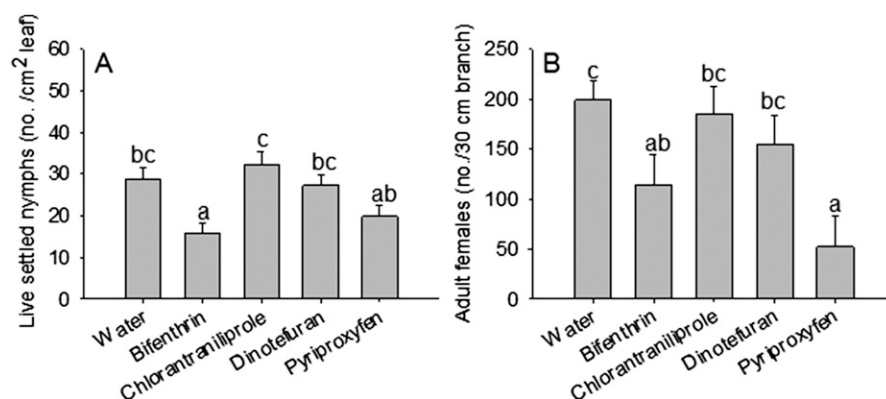 Live settled nymphs (no. /cm² leaf)
60
50
40
30
20
10
0
A
bc
a
c
bc
ab
Water
Bifenthrin
Chlorantraniliprole
Dinotefuran
Pyriproxyfen
Adult females (no./30 cm branch)
250
200
150
100
50
0
B
c
ab
bc
bc
a
Water
Bifenthrin
Chlorantraniliprole
Dinotefuran
Pyriproxyfen